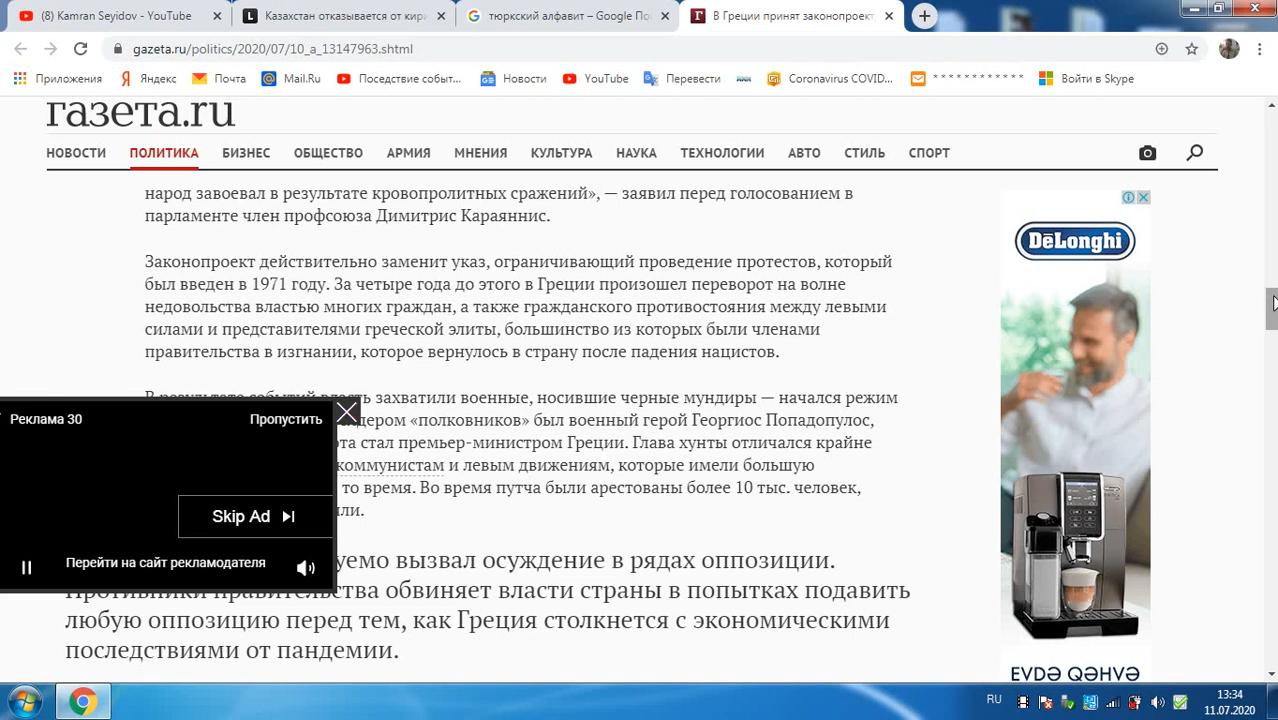 (8) Kamran Seyidov - YouTube
Казахстан отказывается от кири
тюркский алфавит – Google По
В Греции принят законопроект,
gazeta.ru/politics/2020/07/10_a_13147963.shtml
Приложения
Яндекс
Почта
Mail.Ru
Поседствие событ...
Новости
YouTube
Перевести
Coronavirus COVID...
* * * * * * * * * * * *
Войти в Skype
газета.ru
НОВОСТИ ПОЛИТИКА БИЗНЕС ОБЩЕСТВО АРМИЯ МНЕНИЯ КУЛЬТУРА НАУКА ТЕХНОЛОГИИ АВТО СТИЛЬ СПОРТ
народ завоевал в результате кровопролитных сражений», — заявил перед голосованием в
парламенте член профсоюза Димитрис Караяннис.
Законопроект действительно заменит указ, ограничивающий проведение протестов, который
был введен в 1971 году. За четыре года до этого в Греции произошел переворот на волне
недовольства властью многих граждан, а также гражданского противостояния между левыми
силами и представителями греческой элиты, большинство из которых были членами
правительства в изгнании, которое вернулось в страну после падения нацистов.
В результате событий власть захватили военные, носившие черные мундиры — начался режим
«полковников» был военный герой Георгиос Попадопулос,
стал премьер-министром Греции. Глава хунты отличался крайне
коммунистам и левым движениям, которые имели большую
то время. Во время путча были арестованы более 10 тыс. человек,
вызвал осуждение в рядах оппозиции.
Противники правительства обвиняет власти страны в попытках подавить
любую оппозицию перед тем, как Греция столкнется с экономическими
последствиями от пандемии.
Реклама 30
Пропустить
Skip Ad
Перейти на сайт рекламодателя
DeLonghi
EVDƏ QƏHVƏ
RU
13:34
11.07.2020